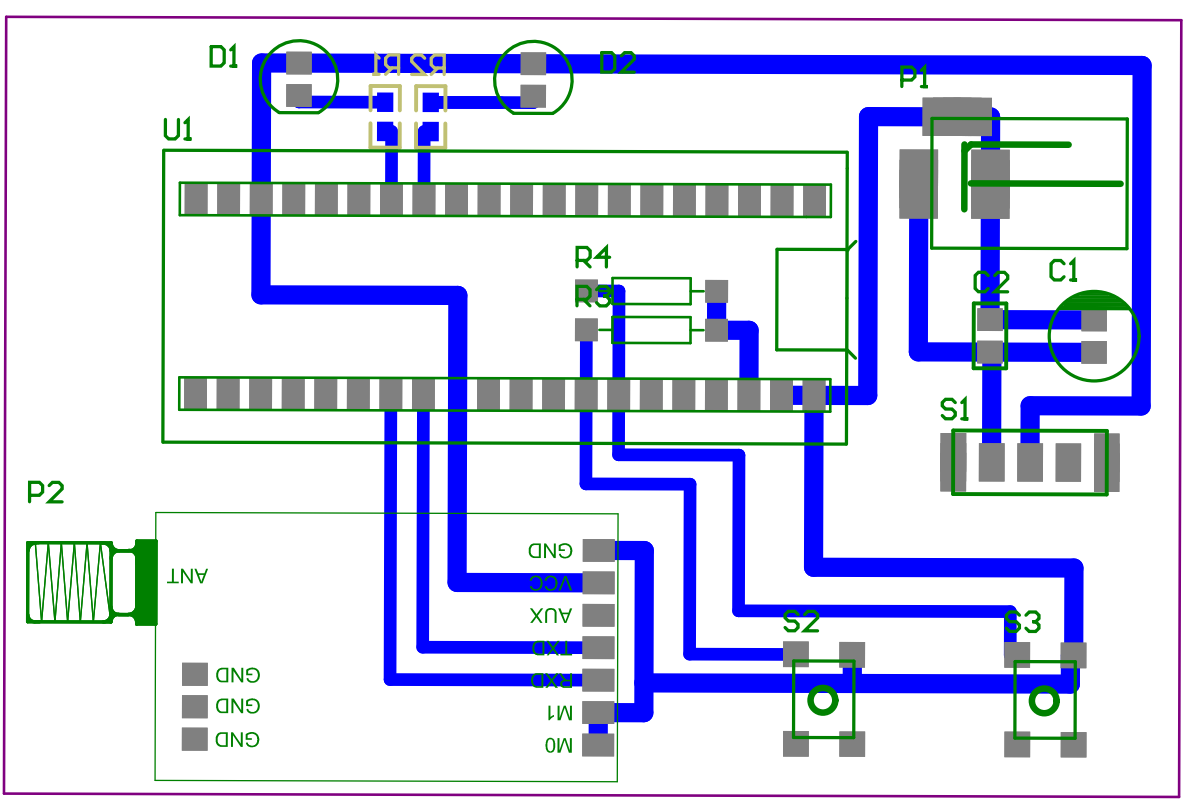 D1
R1
R2
D2
P1
U1
R4
R3
C2
C1
S1
P2
ANT
GND
VCC
AUX
TXD
RXD
M1
M0
GND
GND
GND
S2
S3